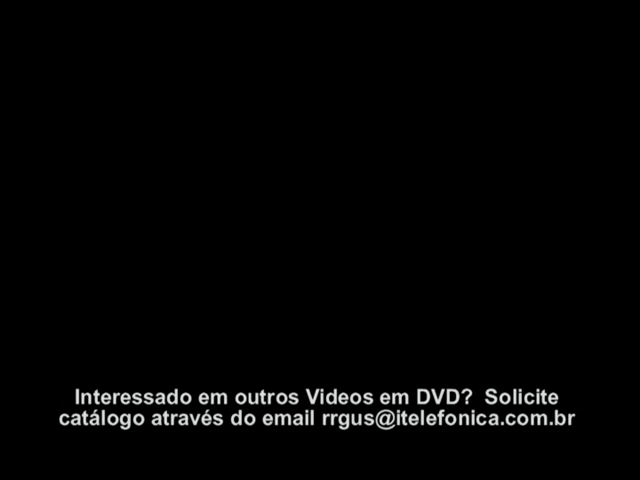 Interessado em outros Videos em DVD?  Solicite
catálogo através do email rrgus@itelefonica.com.br